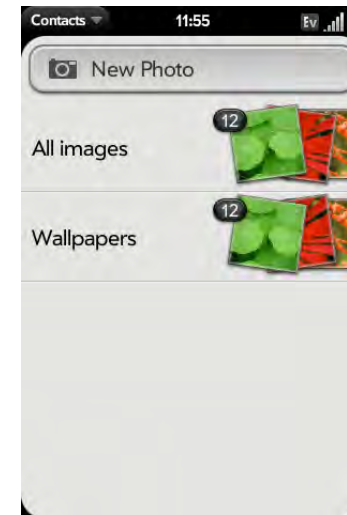 Contacts 11:55 Ev
New Photo
12
All images
12
Wallpapers